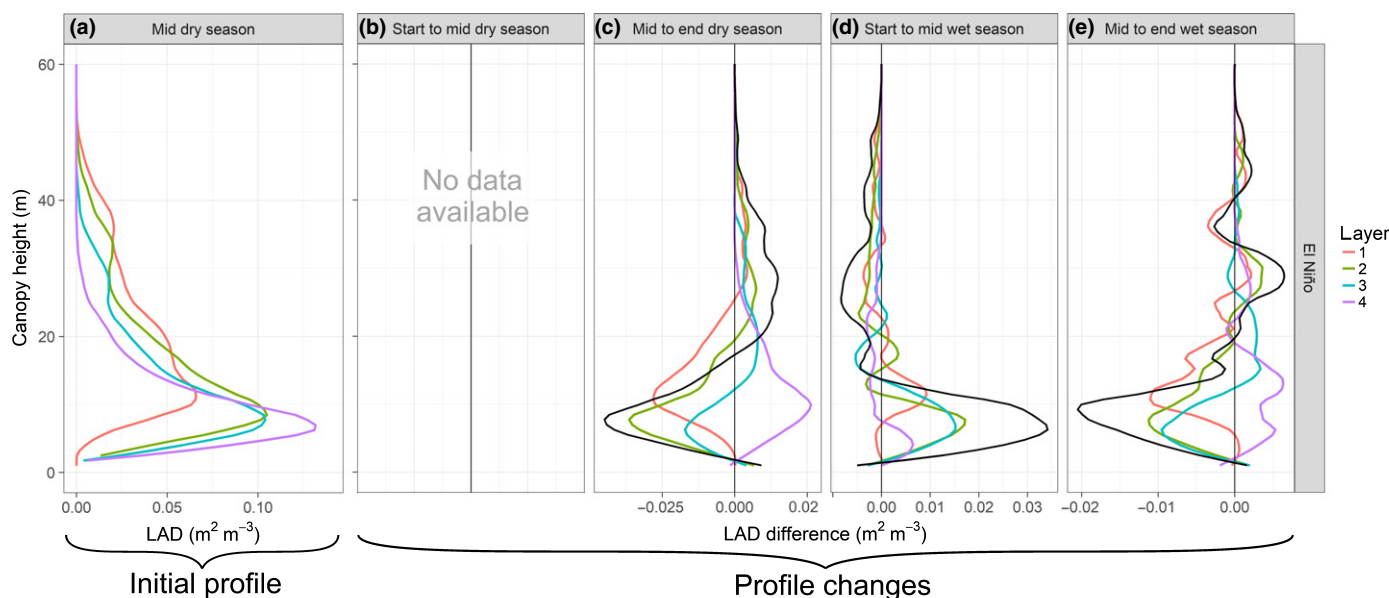 (a) Mid dry season
(b) Start to mid dry season
(c) Mid to end dry season
(d) Start to mid wet season
(e) Mid to end wet season
60
40
20
0
Canopy height (m)
No data
available
El Niño
Layer
1
2
3
4
0.00 0.05 0.10
−0.025 0.000 0.02
0.00 0.01 0.02 0.03
−0.02 −0.01 0.00
LAD (m² m⁻³)
LAD difference (m² m⁻³)
Initial profile
Profile changes